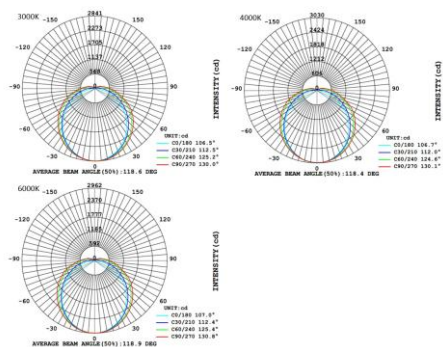 3000K
-/+180
2841
2273
1705
1137
568
-150
150
-120
120
-90
90
-60
60
-30
30
0
INTENSITY(cd)
UNIT:cd
C0/180 106.5°
C30/210 112.5°
C60/240 125.2°
C90/270 130.0°
AVERAGE BEAM ANGLE(50%):118.6 DEG
4000K
3030
2424
1818
1212
606
-150
150
-120
120
-90
90
-60
60
-30
30
0
INTENSITY(cd)
UNIT:cd
C0/180 106.7°
C30/210 112.0°
C60/240 124.6°
C90/270 130.1°
AVERAGE BEAM ANGLE(50%):118.4 DEG
6000K
2962
2370
1777
1185
592
-150
150
-120
120
-90
90
-60
60
-30
30
0
INTENSITY(cd)
UNIT:cd
C0/180 107.0°
C30/210 112.4°
C60/240 125.4°
C90/270 130.8°
AVERAGE BEAM ANGLE(50%):118.9 DEG